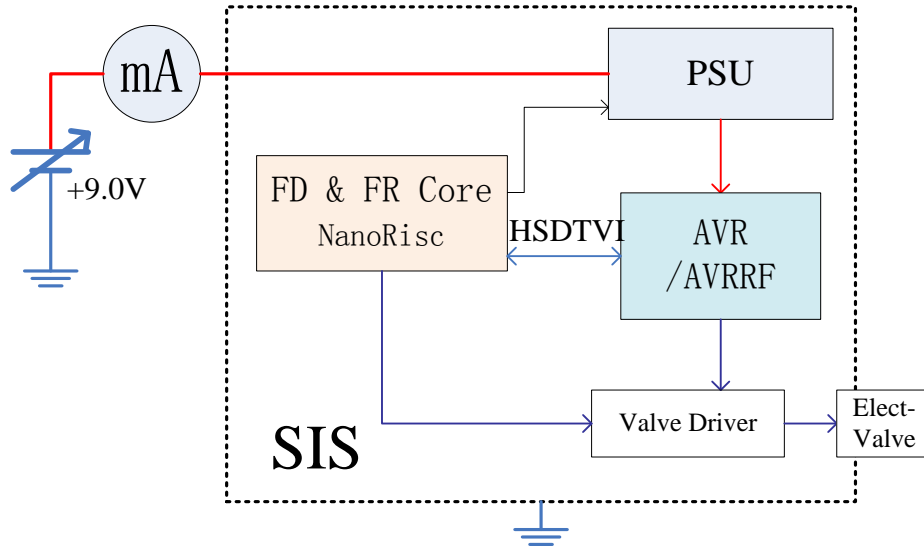 mA
PSU
+9.0V
FD & FR Core
NanoRisc
HSDTVI
AVR
/AVRRF
Valve Driver
Elect-
Valve
SIS